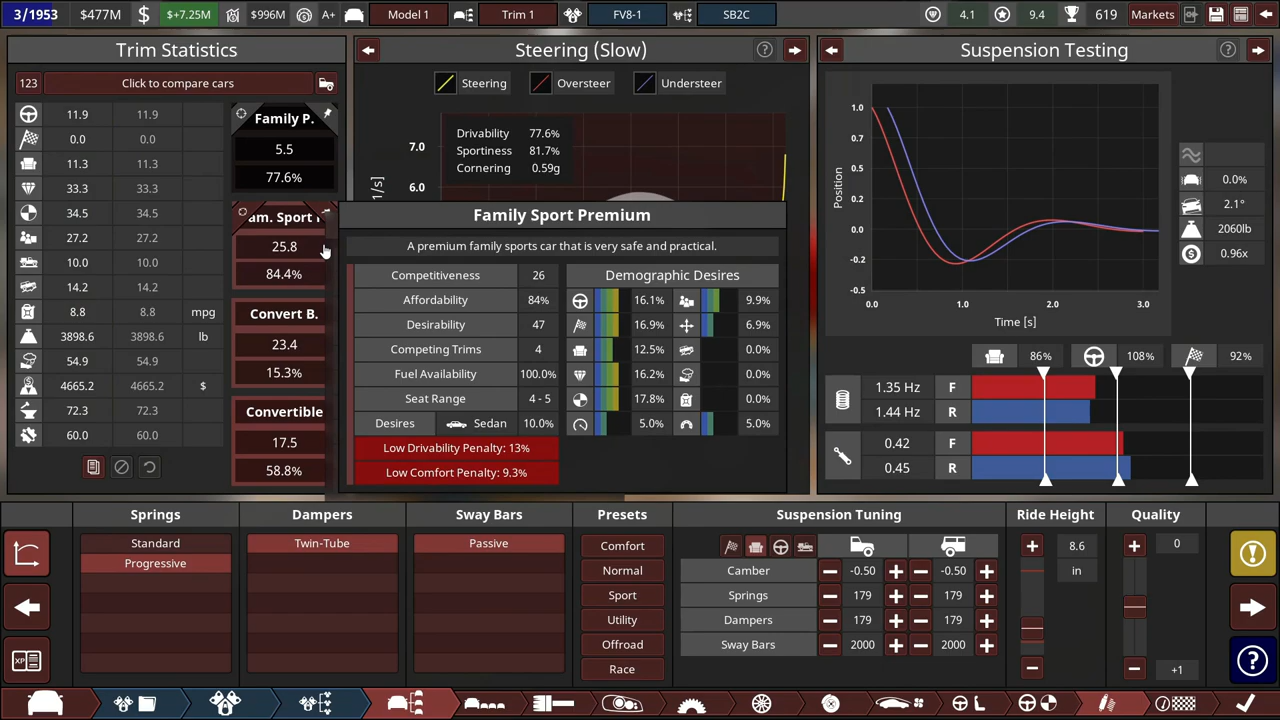 3/1953 $477M $+7.25M $996M A+ Model 1 Trim 1 FV8-1 SB2C 4.1 9.4 619 Markets
Trim Statistics
123 Click to compare cars
11.9 11.9
0.0 0.0
11.3 11.3
33.3 33.3
34.5 34.5
27.2 27.2
10.0 10.0
14.2 14.2
8.8 8.8 mpg
3898.6 3898.6 lb
54.9 54.9
4665.2 4665.2 $
72.3 72.3
60.0 60.0
Family P.
5.5
77.6%
am. Sport
25.8
84.4%
Convert B.
23.4
15.3%
Convertible
17.5
58.8%
Steering (Slow)
Steering Oversteer Understeer
Drivability 77.6%
Sportiness 81.7%
Cornering 0.59g
7.0
6.0
1/s]
Family Sport Premium
A premium family sports car that is very safe and practical.
Competitiveness 26
Affordability 84%
Desirability 47
Competing Trims 4
Fuel Availability 100.0%
Seat Range 4 - 5
Desires Sedan 10.0%
Low Drivability Penalty: 13%
Low Comfort Penalty: 9.3%
Demographic Desires
16.1% 9.9%
16.9% 6.9%
12.5% 0.0%
16.2% 0.0%
17.8% 0.0%
5.0% 5.0%
Suspension Testing
Position
1.0
0.7
0.5
0.2
0.0
-0.2
-0.5
0.0 1.0 2.0 3.0
Time [s]
0.0%
2.1°
2060lb
0.96x
86% 108% 92%
1.35 Hz F
1.44 Hz R
0.42 F
0.45 R
Springs
Standard
Progressive
Dampers
Twin-Tube
Sway Bars
Passive
Presets
Comfort
Normal
Sport
Utility
Offroad
Race
Suspension Tuning
Camber -0.50 -0.50
Springs 179 179
Dampers 179 179
Sway Bars 2000 2000
Ride Height
8.6
in
Quality
0
+1
XP